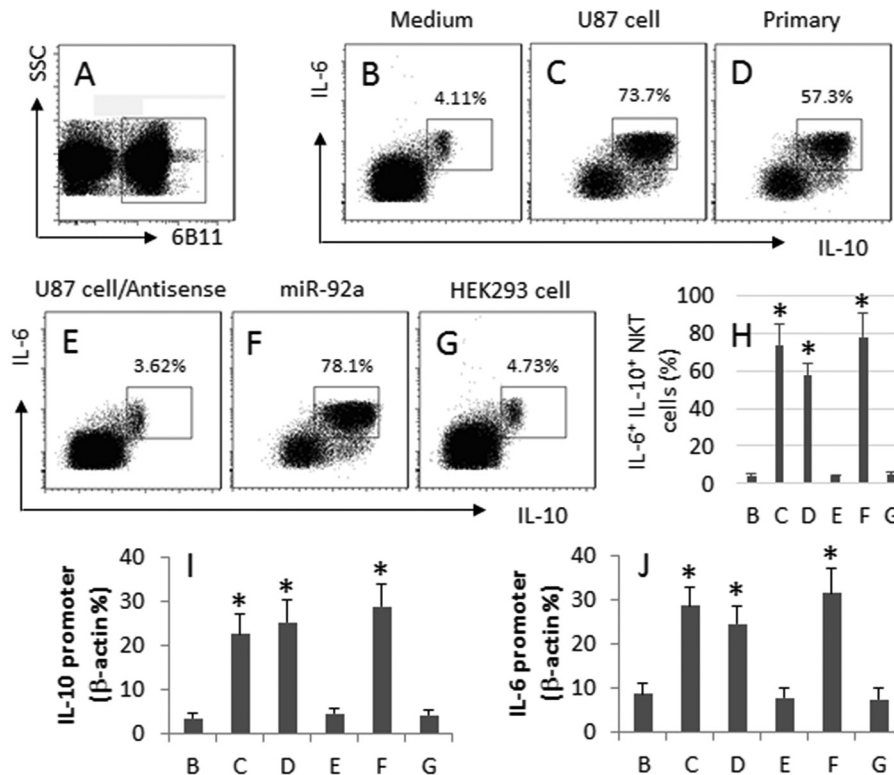 Medium U87 cell Primary
SSC
A
6B11
IL-6
B
4.11%
C
73.7%
D
57.3%
IL-10
U87 cell/Antisense miR-92a HEK293 cell
IL-6
E
3.62%
F
78.1%
G
4.73%
IL-10
H
IL-6+ IL-10+ NKT
cells (%)
100
80
60
40
20
0
*
*
*
B C D E F G
I
IL-10 promoter
(β-actin %)
40
30
20
10
0
*
*
*
B C D E F G
J
IL-6 promoter
(β-actin %)
40
30
20
10
0
*
*
*
B C D E F G